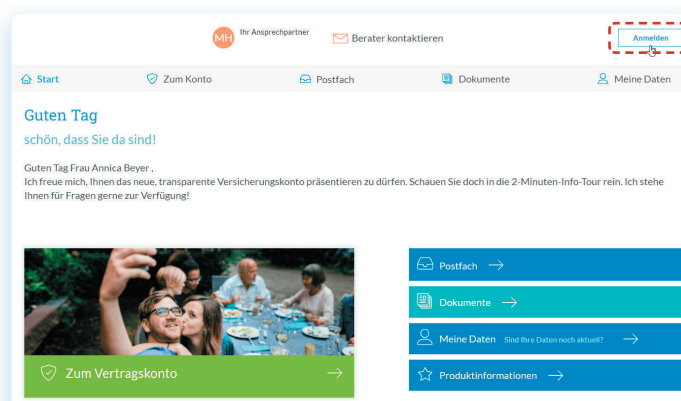 MH
Ihr Ansprechpartner
Berater kontaktieren
Anmelden
Start
Zum Konto
Postfach
Dokumente
Meine Daten
Guten Tag
schön, dass Sie da sind!
Guten Tag Frau Annica Beyer ,
Ich freue mich, Ihnen das neue, transparente Versicherungskonto präsentieren zu dürfen. Schauen Sie doch in die 2-Minuten-Info-Tour rein. Ich stehe
Ihnen für Fragen gerne zur Verfügung!
Zum Vertragskonto
Postfach
Dokumente
Meine Daten Sind Ihre Daten noch aktuell?
Produktinformationen